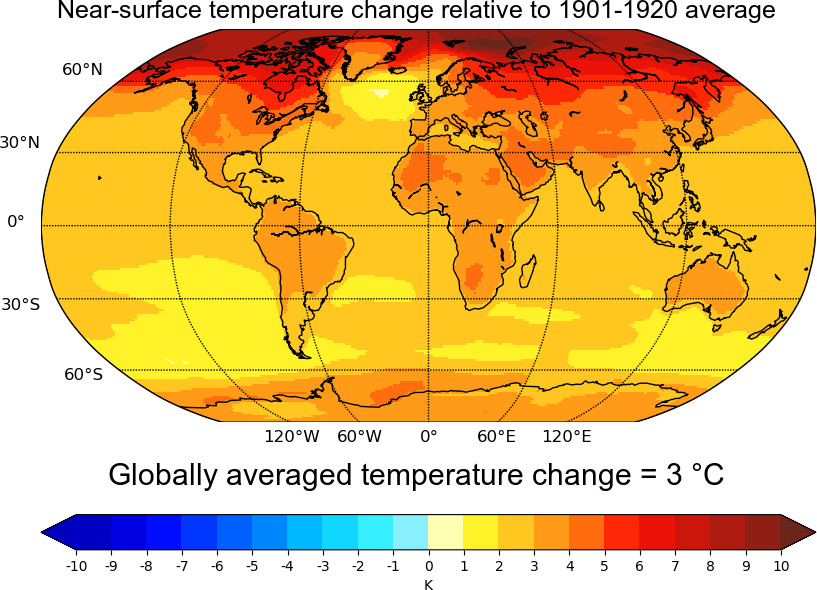 Near-surface temperature change relative to 1901-1920 average
60°N
30°N
0°
30°S
60°S
120°W 60°W 0° 60°E 120°E
Globally averaged temperature change = 3 °C
-10 -9 -8 -7 -6 -5 -4 -3 -2 -1 0 1 2 3 4 5 6 7 8 9 10
K